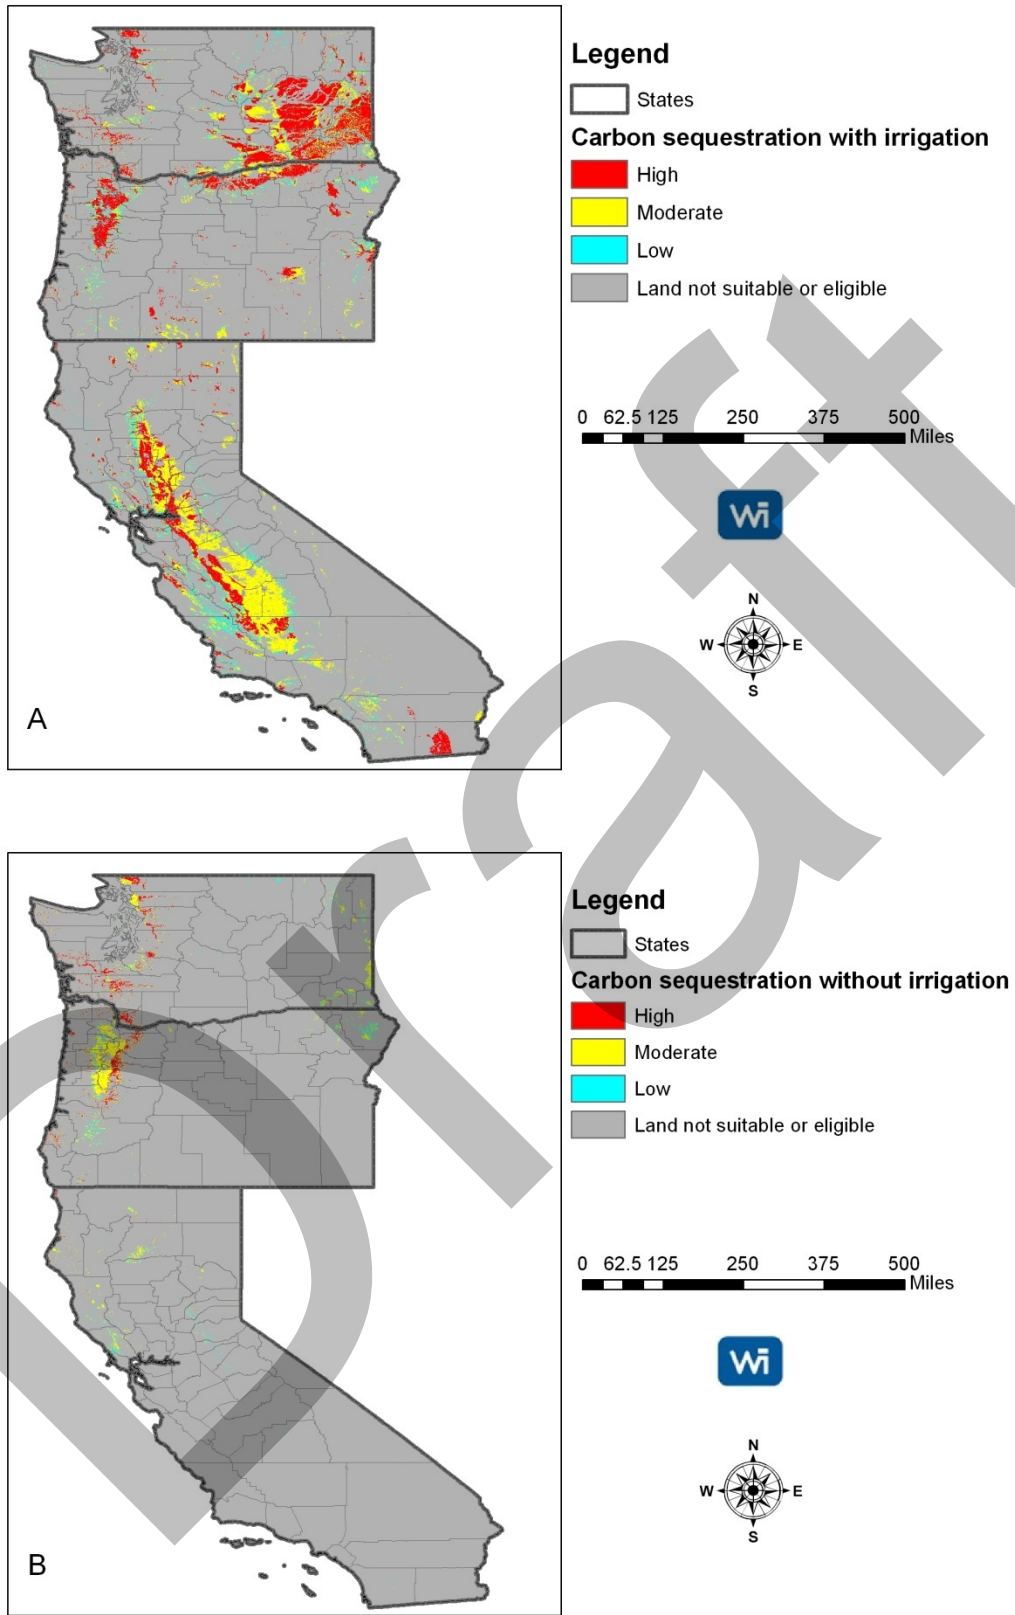 Legend
States
Carbon sequestration with irrigation
High
Moderate
Low
Land not suitable or eligible
0 62.5 125 250 375 500
Miles
Wi
N
W E
S
A
Draft
Legend
States
Carbon sequestration without irrigation
High
Moderate
Low
Land not suitable or eligible
0 62.5 125 250 375 500
Miles
Wi
N
W E
S
B